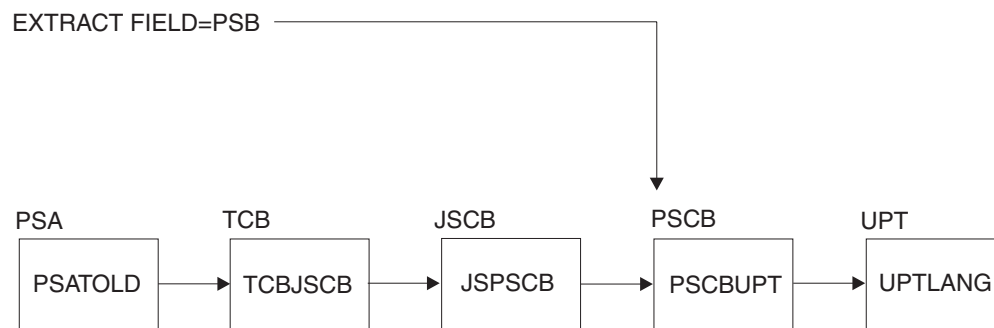 EXTRACT FIELD=PSB
PSA TCB JSCB PSCB UPT
PSATOLD TCBJSCB JSPSCB PSCBUPT UPTLANG